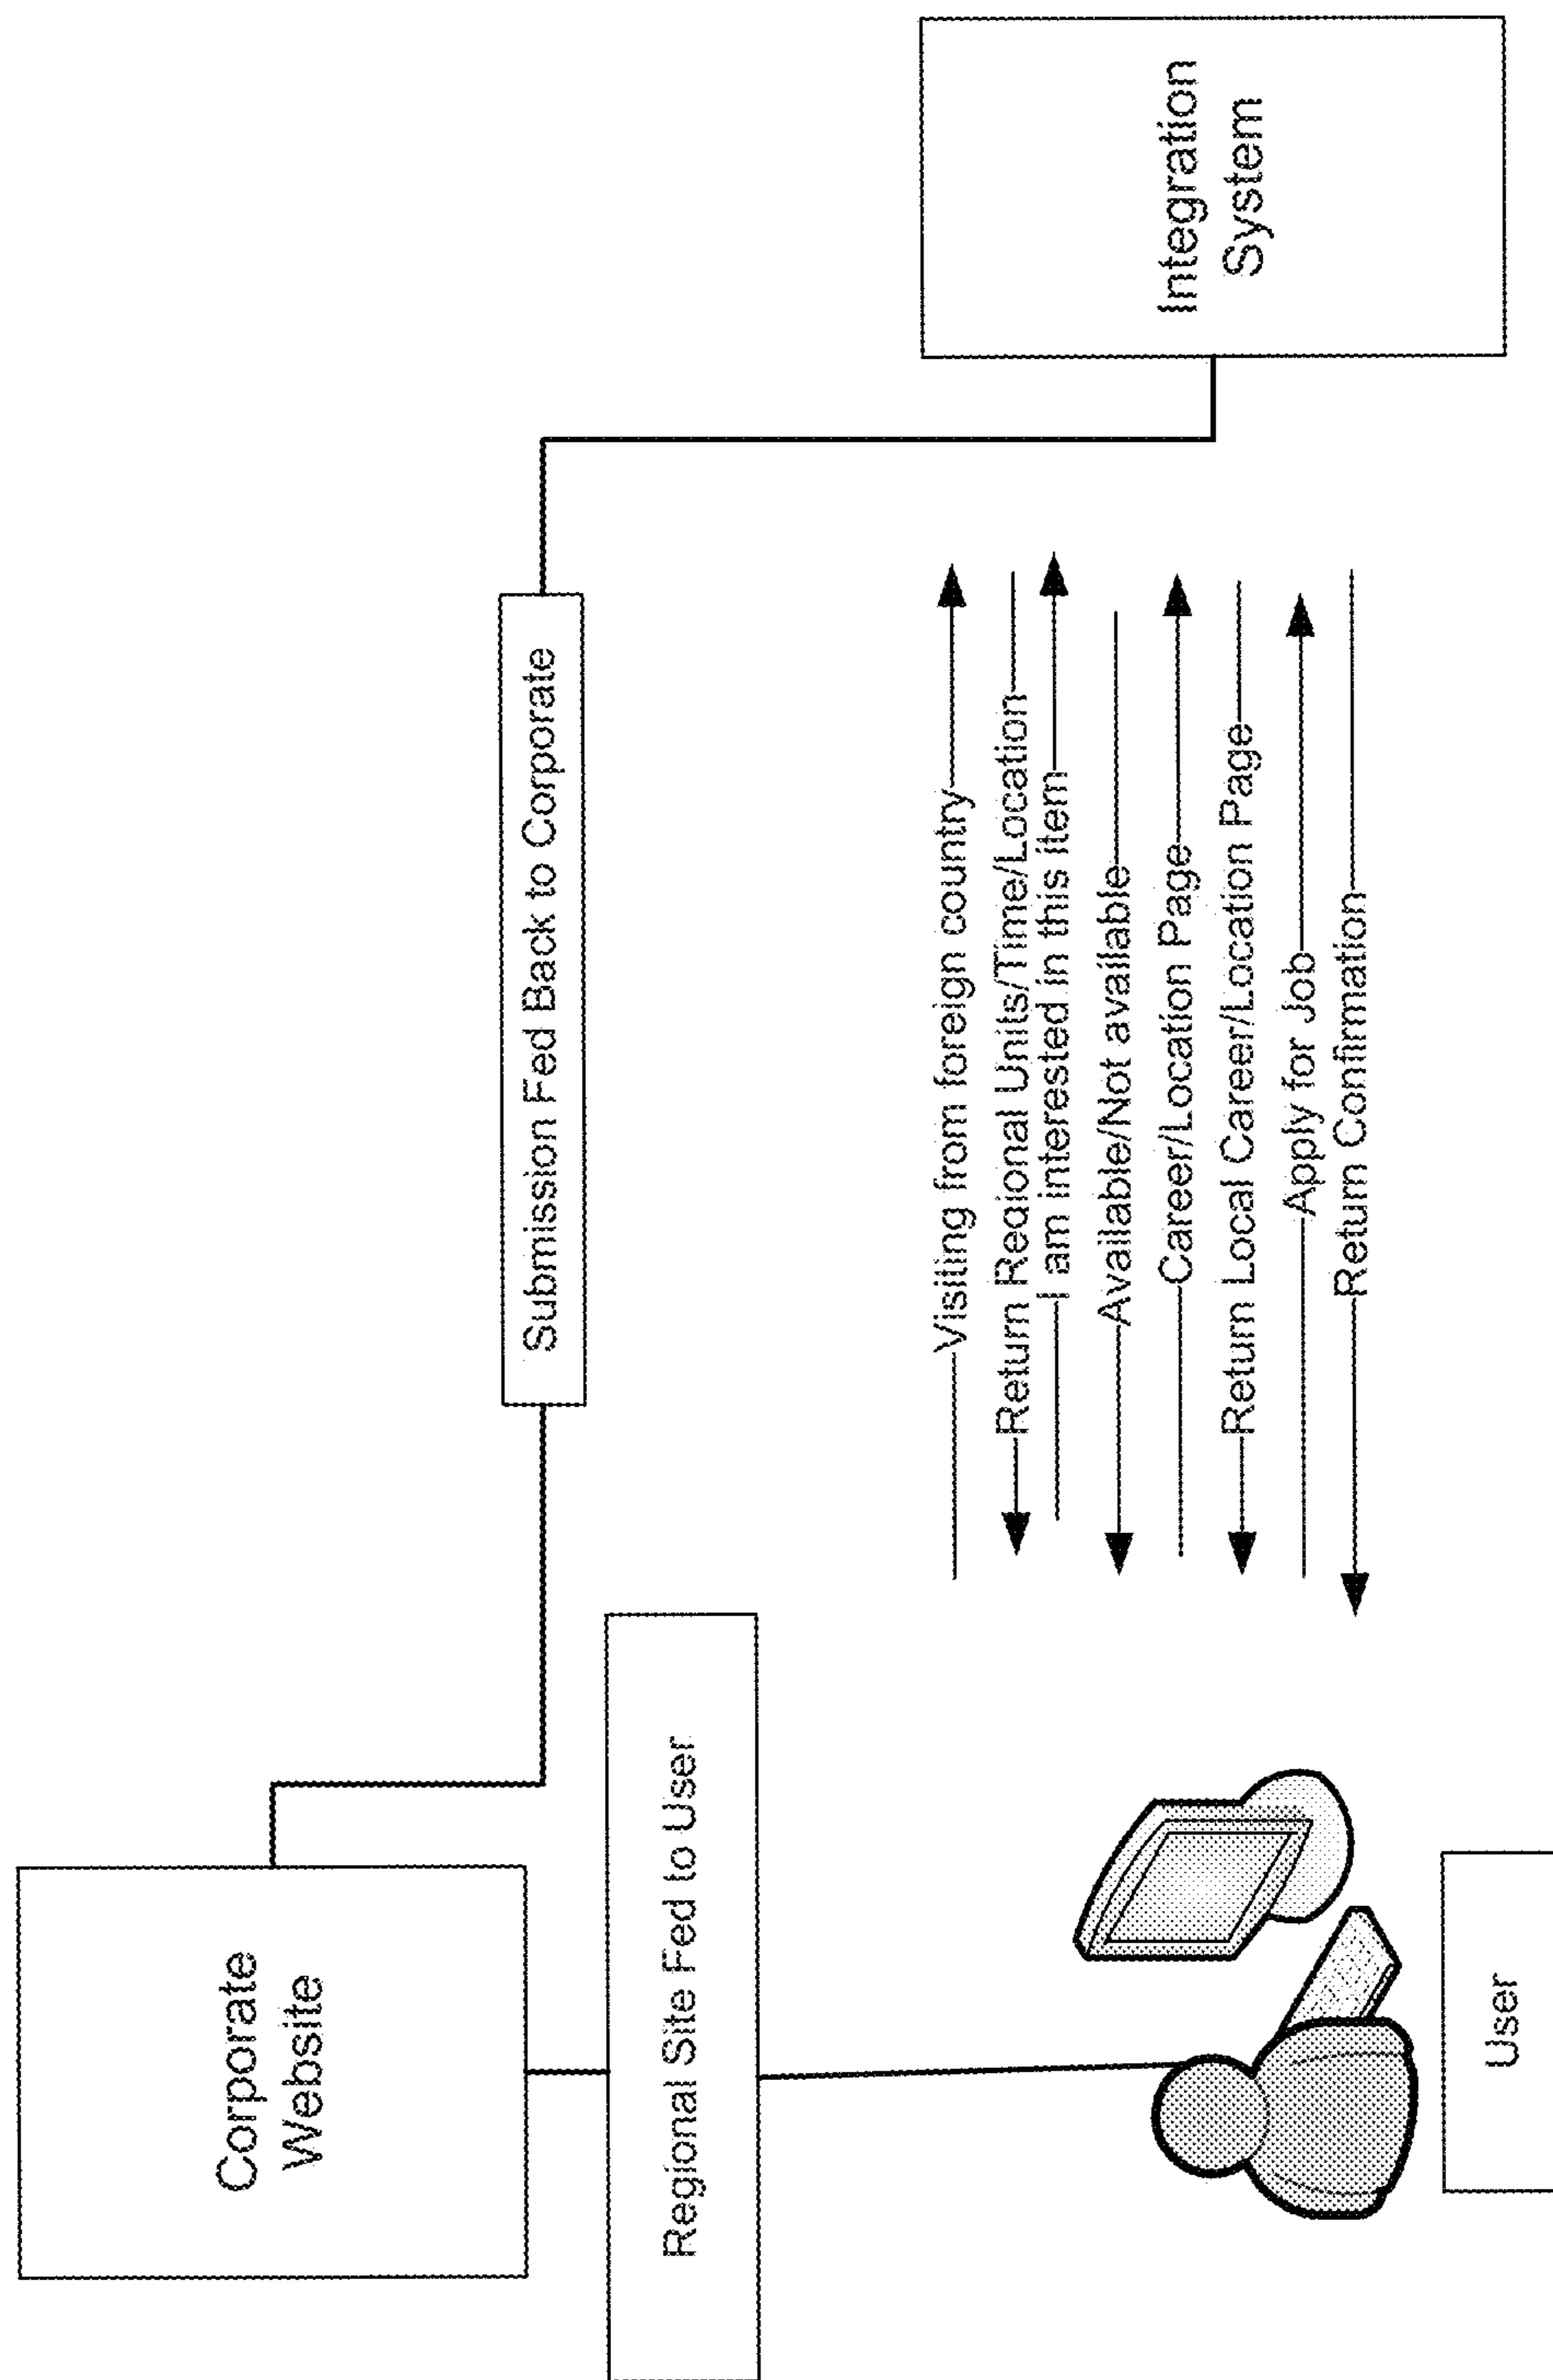 Corporate
Website
Submission Fed Back to Corporate
Regional Site Fed to User
Visiting from foreign country
Return Regional Units/Time/Location
I am interested in this item
Available/Not available
Career/Location Page
Return Local Career/Location Page
Apply for Job
Return Confirmation
Integration
System
User